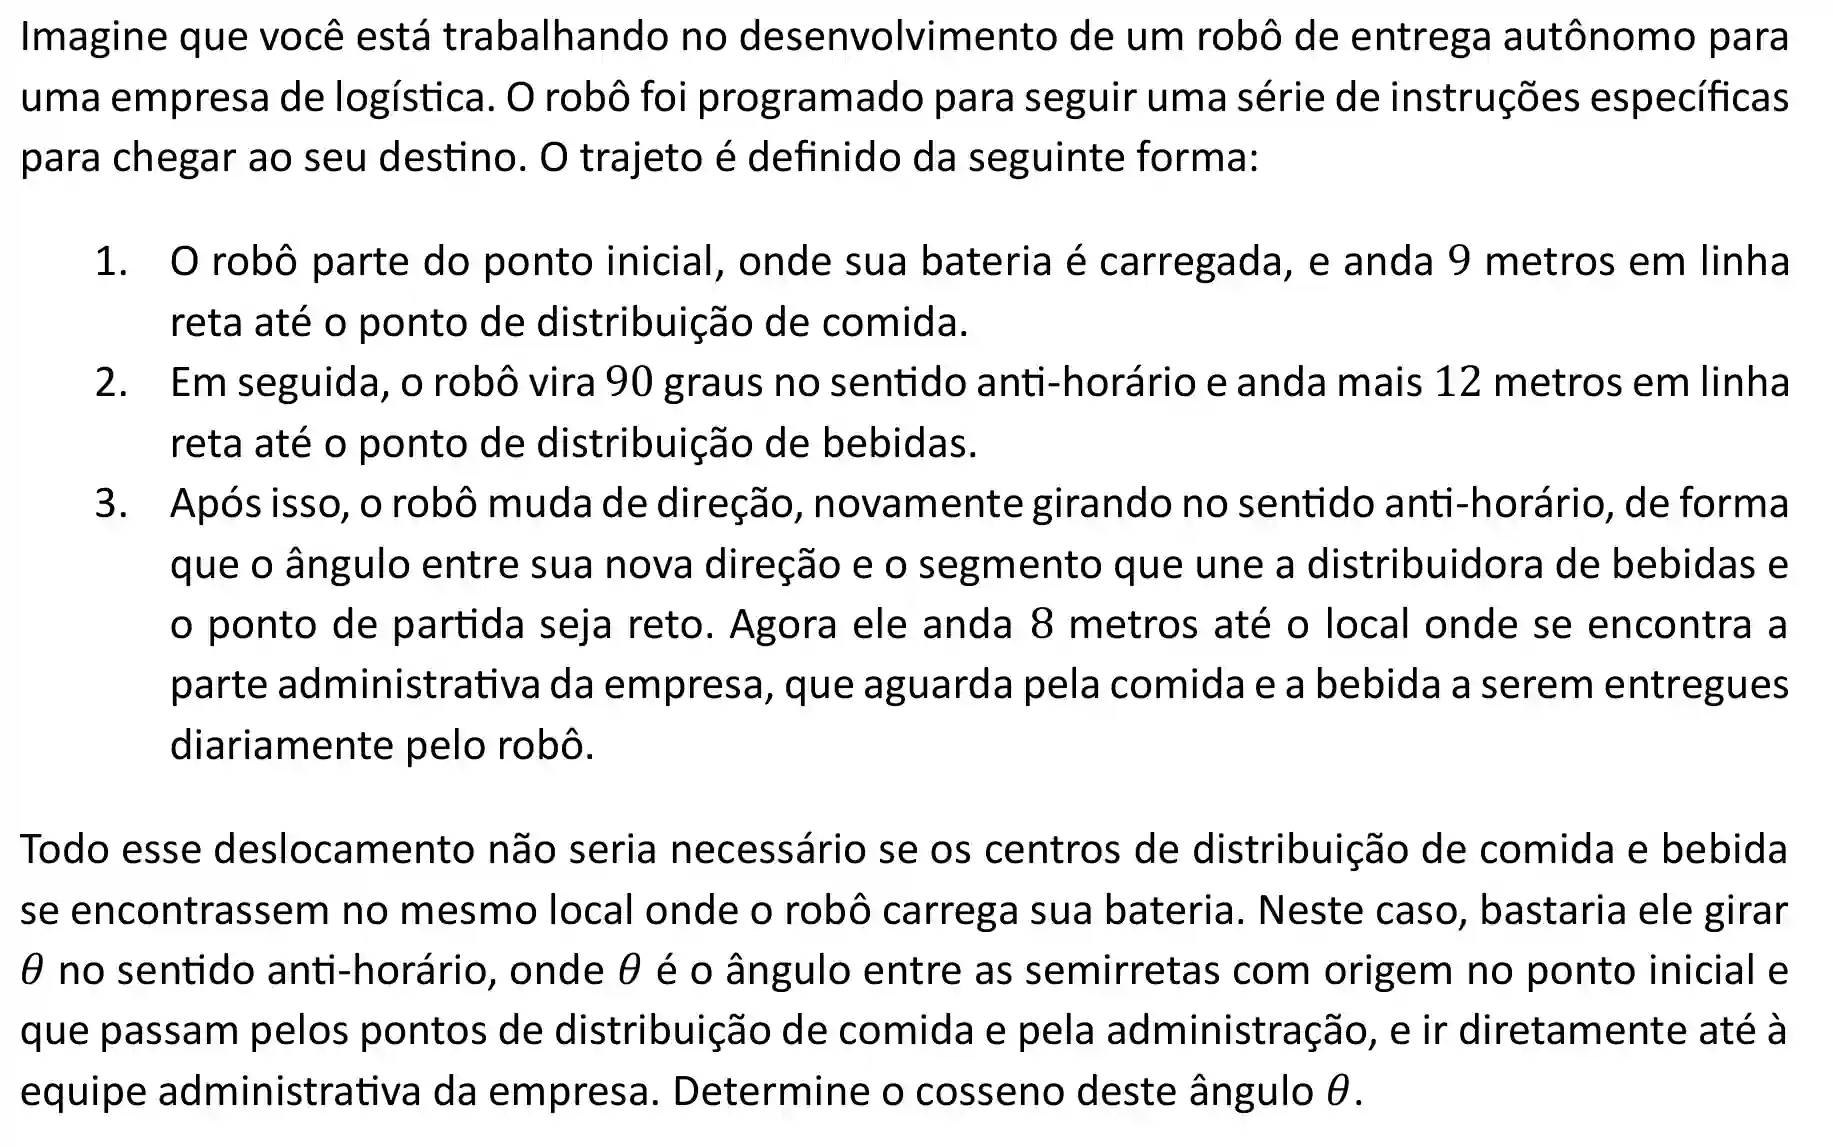 Imagine que você está trabalhando no desenvolvimento de um robô de entrega autônomo para
uma empresa de logística. O robô foi programado para seguir uma série de instruções específicas
para chegar ao seu destino. O trajeto é definido da seguinte forma:
1. O robô parte do ponto inicial, onde sua bateria é carregada, e anda 9 metros em linha
reta até o ponto de distribuição de comida.
2. Em seguida, o robô vira 90 graus no sentido anti-horário e anda mais 12 metros em linha
reta até o ponto de distribuição de bebidas.
3. Após isso, o robô muda de direção, novamente girando no sentido anti-horário, de forma
que o ângulo entre sua nova direção e o segmento que une a distribuidora de bebidas e
o ponto de partida seja reto. Agora ele anda 8 metros até o local onde se encontra a
parte administrativa da empresa, que aguarda pela comida e a bebida a serem entregues
diariamente pelo robô.
Todo esse deslocamento não seria necessário se os centros de distribuição de comida e bebida
se encontrassem no mesmo local onde o robô carrega sua bateria. Neste caso, bastaria ele girar
θ no sentido anti-horário, onde θ é o ângulo entre as semirretas com origem no ponto inicial e
que passam pelos pontos de distribuição de comida e pela administração, e ir diretamente até à
equipe administrativa da empresa. Determine o cosseno deste ângulo θ.